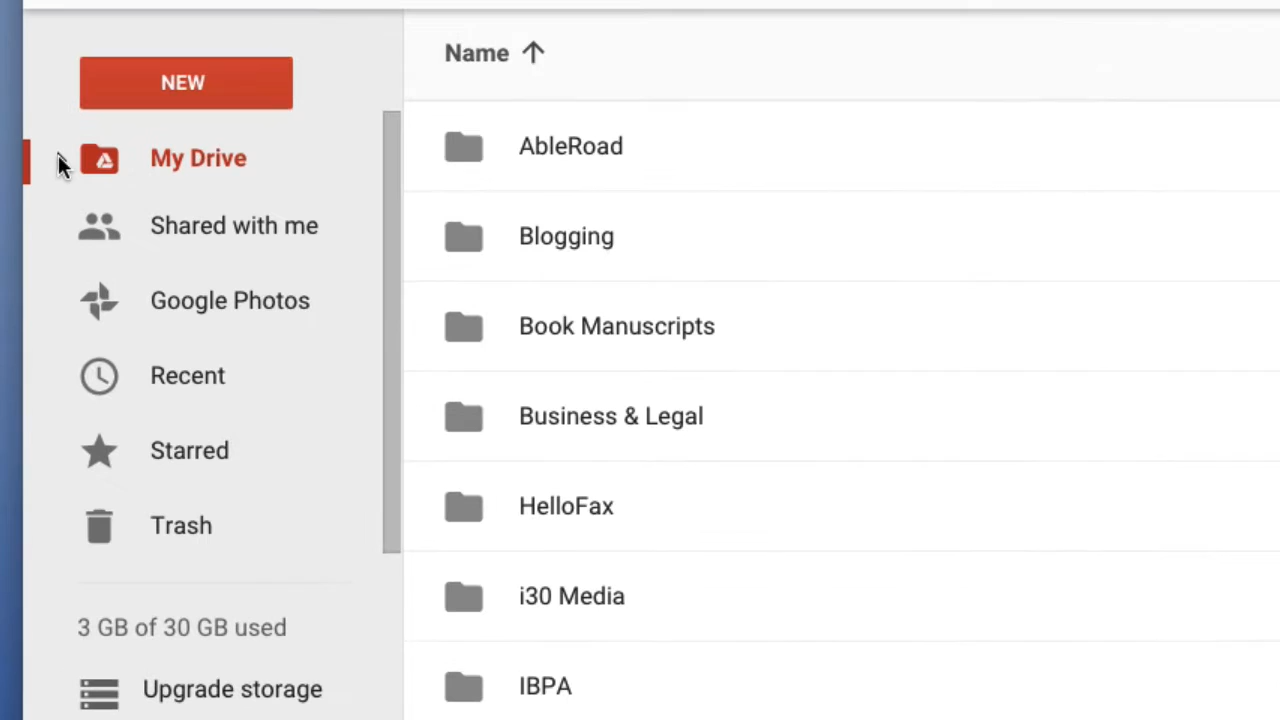 NEW
My Drive
Shared with me
Google Photos
Recent
Starred
Trash
3 GB of 30 GB used
Upgrade storage
Name
AbleRoad
Blogging
Book Manuscripts
Business & Legal
HelloFax
i30 Media
IBPA